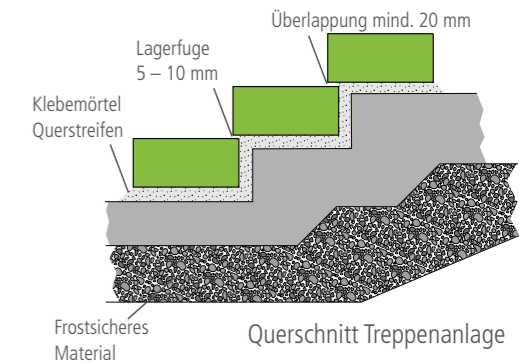 Überlappung mind. 20 mm
Lagerfuge
5 – 10 mm
Klebemörtel
Querstreifen
Frostsicheres
Material
Querschnitt Treppenanlage